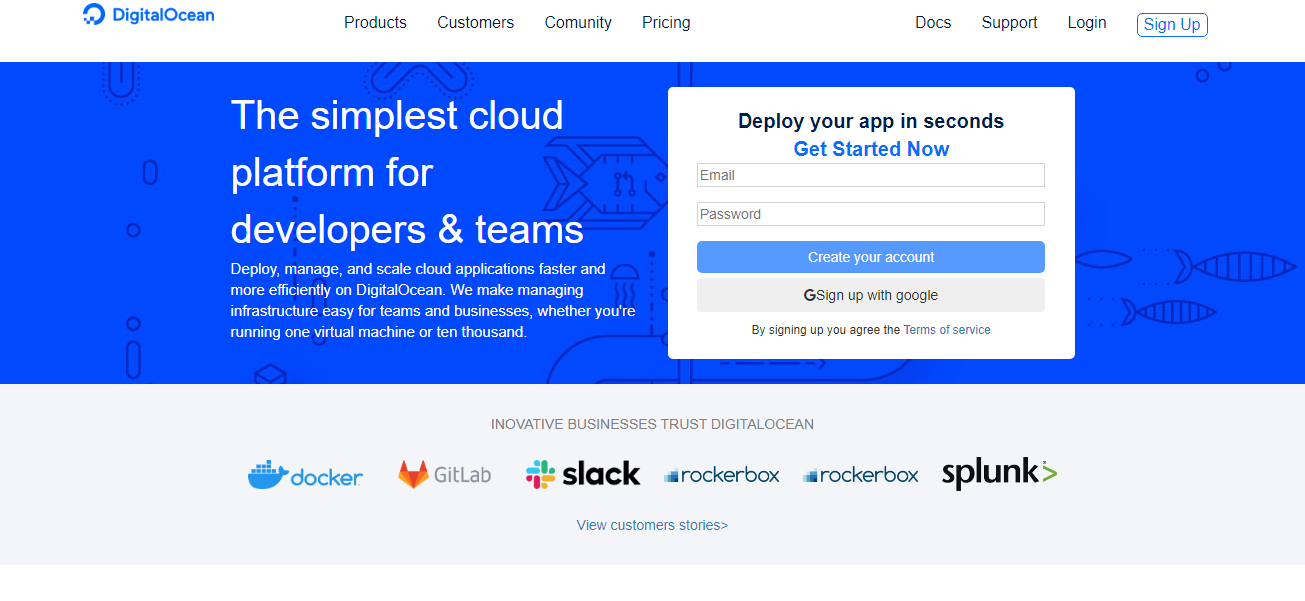 DigitalOcean
Products Customers Comunity Pricing
Docs Support Login Sign Up
The simplest cloud
platform for
developers & teams
Deploy, manage, and scale cloud applications faster and
more efficiently on DigitalOcean. We make managing
infrastructure easy for teams and businesses, whether you're
running one virtual machine or ten thousand.
Deploy your app in seconds
Get Started Now
Email
Password
Create your account
GSign up with google
By signing up you agree the Terms of service
INOVATIVE BUSINESSES TRUST DIGITALOCEAN
docker GitLab slack rockerbox rockerbox splunk>
View customers stories>